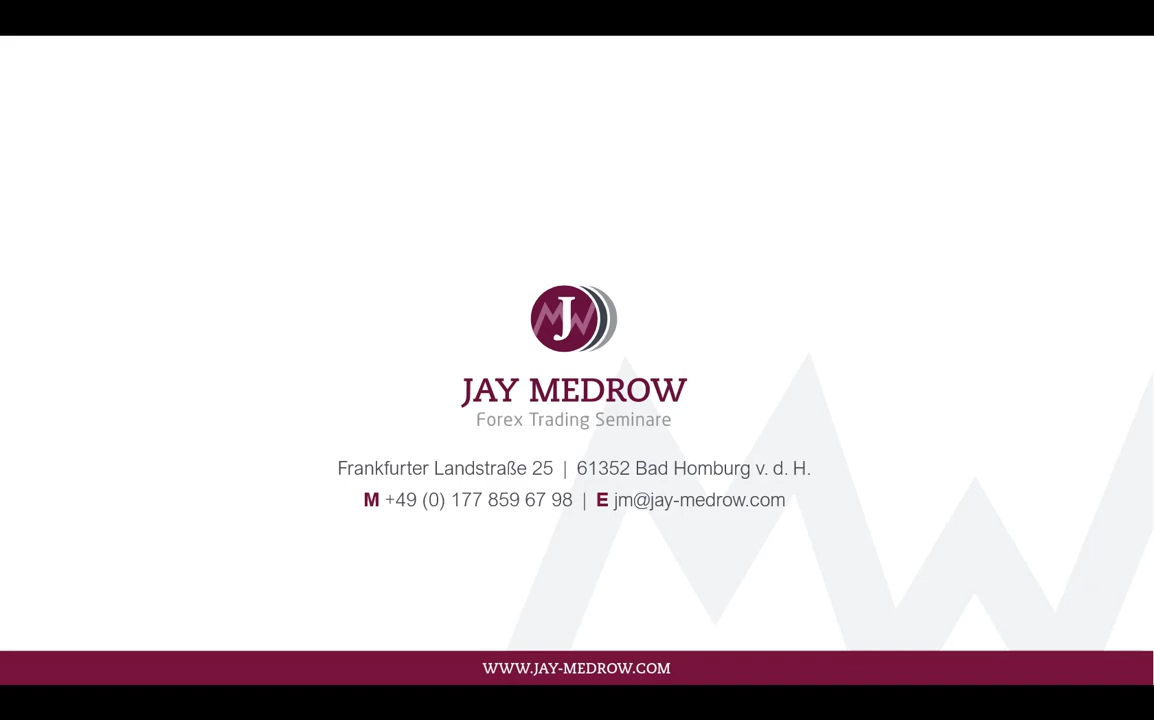 J
MW
JAY MEDROW
Forex Trading Seminare
Frankfurter Landstraße 25 | 61352 Bad Homburg v. d. H.
M +49 (0) 177 859 67 98 | E jm@jay-medrow.com
WWW.JAY-MEDROW.COM